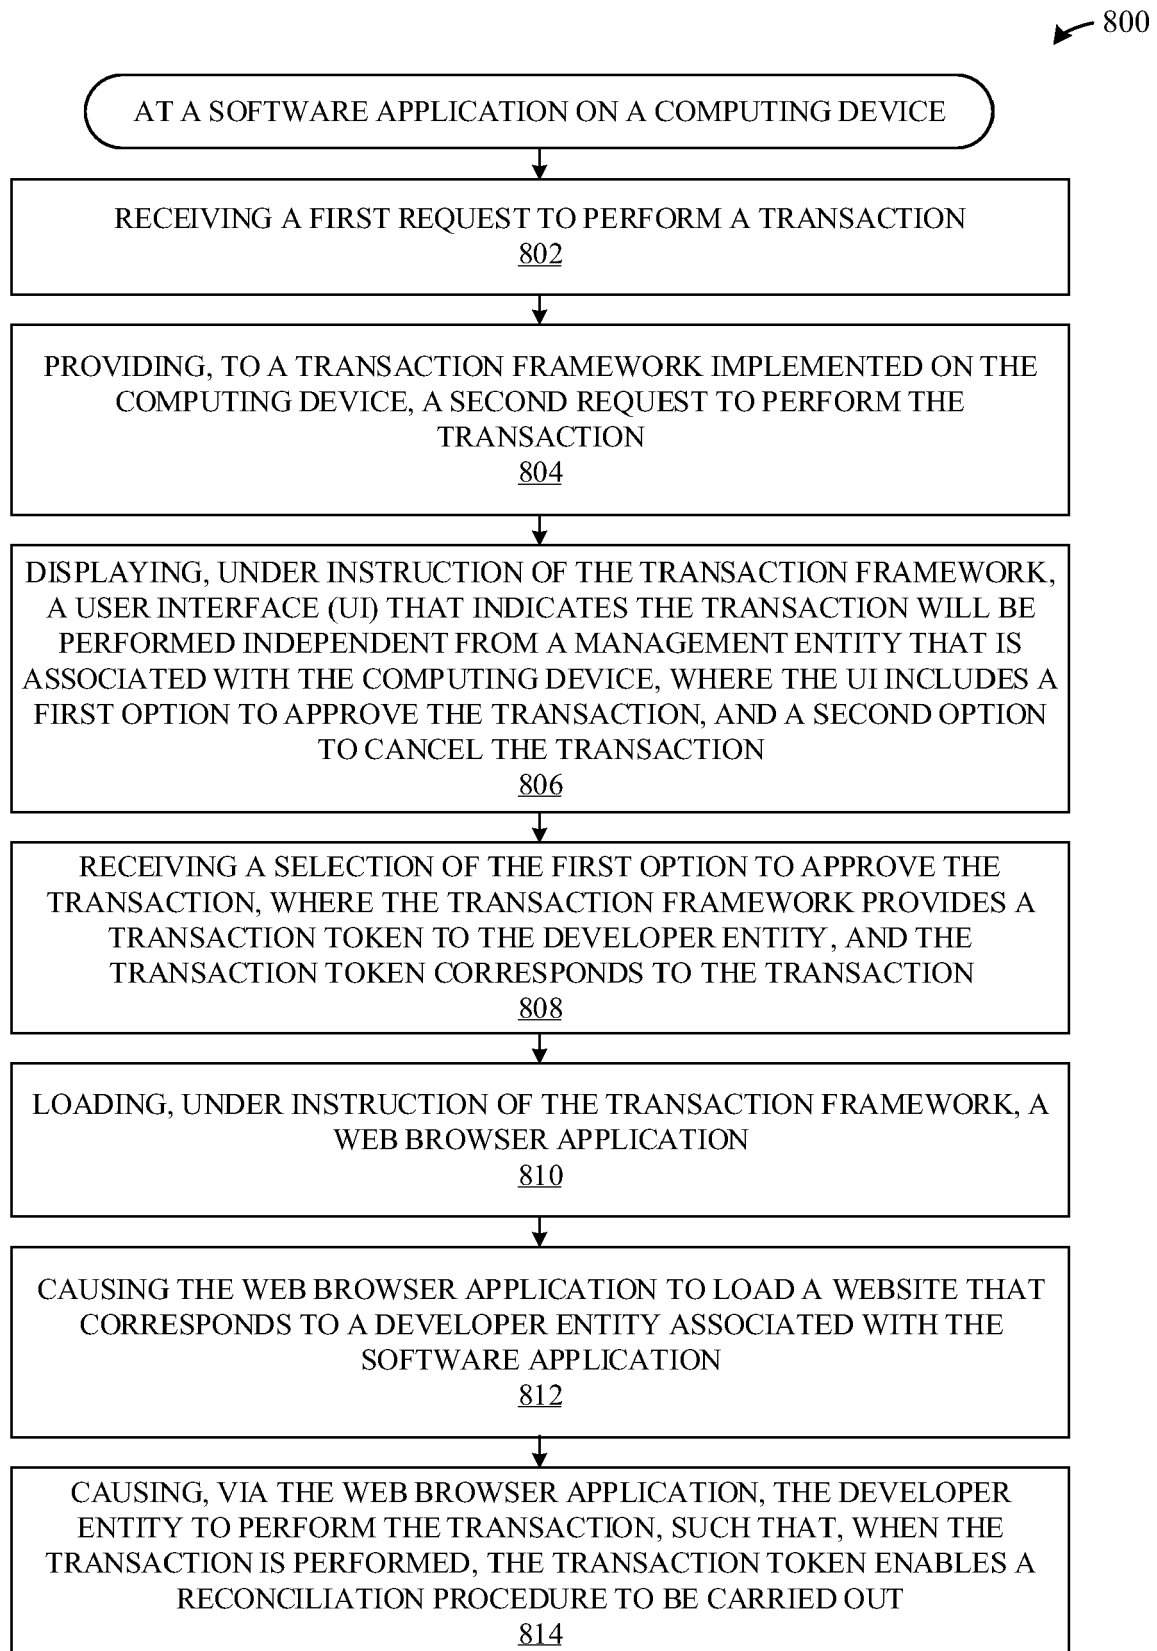 800
AT A SOFTWARE APPLICATION ON A COMPUTING DEVICE
RECEIVING A FIRST REQUEST TO PERFORM A TRANSACTION
802
PROVIDING, TO A TRANSACTION FRAMEWORK IMPLEMENTED ON THE
COMPUTING DEVICE, A SECOND REQUEST TO PERFORM THE
TRANSACTION
804
DISPLAYING, UNDER INSTRUCTION OF THE TRANSACTION FRAMEWORK,
A USER INTERFACE (UI) THAT INDICATES THE TRANSACTION WILL BE
PERFORMED INDEPENDENT FROM A MANAGEMENT ENTITY THAT IS
ASSOCIATED WITH THE COMPUTING DEVICE, WHERE THE UI INCLUDES A
FIRST OPTION TO APPROVE THE TRANSACTION, AND A SECOND OPTION
TO CANCEL THE TRANSACTION
806
RECEIVING A SELECTION OF THE FIRST OPTION TO APPROVE THE
TRANSACTION, WHERE THE TRANSACTION FRAMEWORK PROVIDES A
TRANSACTION TOKEN TO THE DEVELOPER ENTITY, AND THE
TRANSACTION TOKEN CORRESPONDS TO THE TRANSACTION
808
LOADING, UNDER INSTRUCTION OF THE TRANSACTION FRAMEWORK, A
WEB BROWSER APPLICATION
810
CAUSING THE WEB BROWSER APPLICATION TO LOAD A WEBSITE THAT
CORRESPONDS TO A DEVELOPER ENTITY ASSOCIATED WITH THE
SOFTWARE APPLICATION
812
CAUSING, VIA THE WEB BROWSER APPLICATION, THE DEVELOPER
ENTITY TO PERFORM THE TRANSACTION, SUCH THAT, WHEN THE
TRANSACTION IS PERFORMED, THE TRANSACTION TOKEN ENABLES A
RECONCILIATION PROCEDURE TO BE CARRIED OUT
814